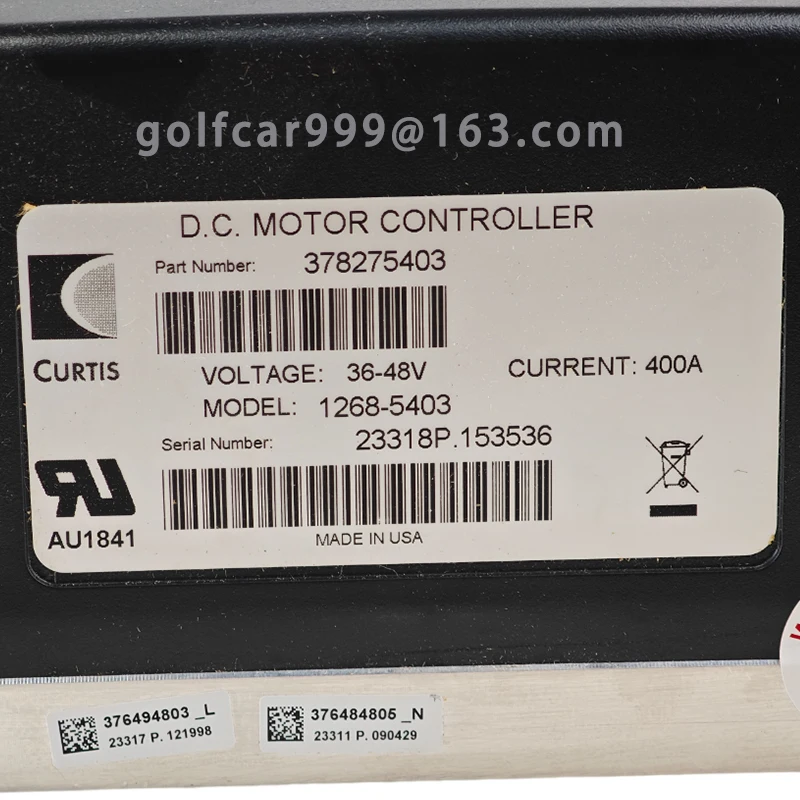 golfcar999@163.com
D.C. MOTOR CONTROLLER
Part Number: 378275403
CURTIS
VOLTAGE: 36-48V CURRENT: 400A
MODEL: 1268-5403
Serial Number: 23318P.153536
AU1841
MADE IN USA
376494803 _L
23317 P. 121998
376484805 _N
23311 P. 090429